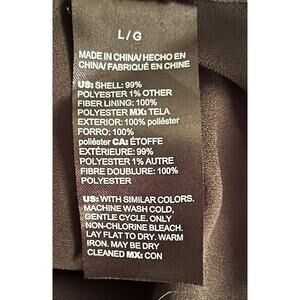 L/G
MADE IN CHINA/ HECHO EN
CHINA/ FABRIQUÉ EN CHINE
US: SHELL: 99%
POLYESTER 1% OTHER
FIBER LINING: 100%
POLYESTER MX: TELA
EXTERIOR: 100% poliéster
FORRO: 100%
poliéster CA: ÉTOFFE
EXTÉRIEURE: 99%
POLYESTER 1% AUTRE
FIBRE DOUBLURE: 100%
POLYESTER
US: WITH SIMILAR COLORS.
MACHINE WASH COLD,
GENTLE CYCLE. ONLY
NON-CHLORINE BLEACH.
LAY FLAT TO DRY. WARM
IRON. MAY BE DRY
CLEANED MX: CON